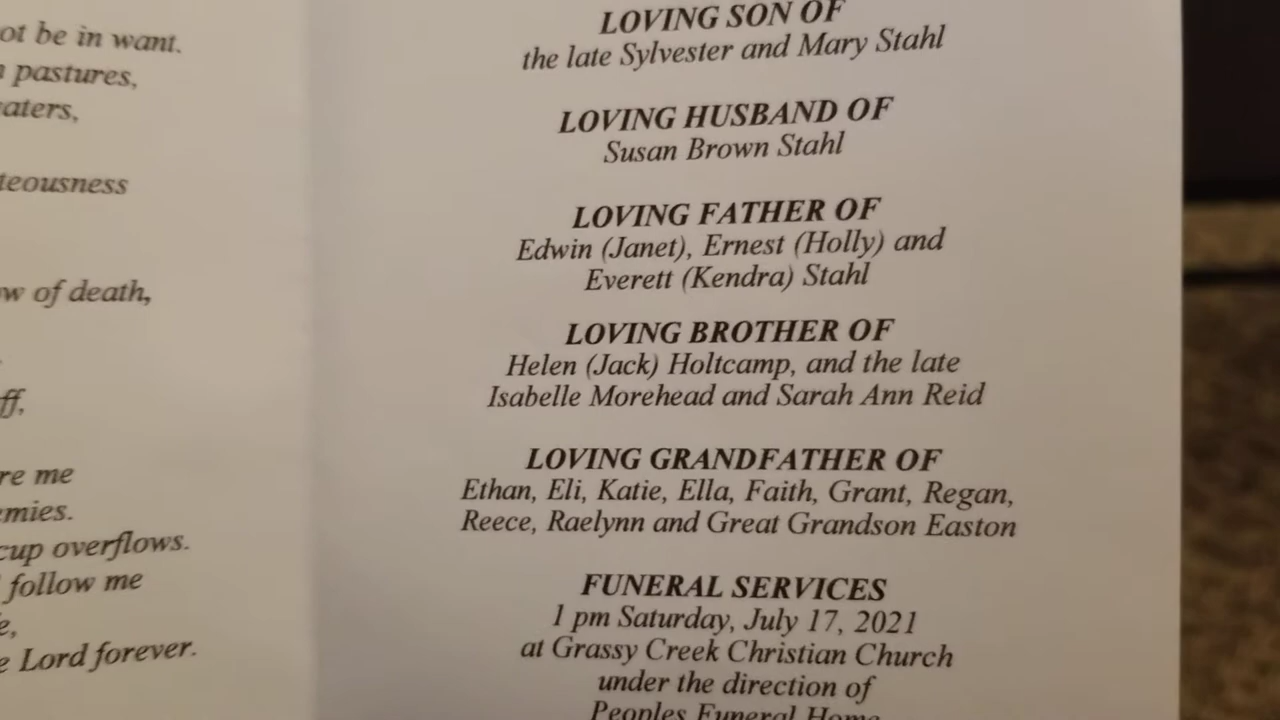 ot be in want.
pastures,
aters,
teousness
w of death,
ff,
re me
mies.
cup overflows.
follow me
e,
e Lord forever.
LOVING SON OF
the late Sylvester and Mary Stahl
LOVING HUSBAND OF
Susan Brown Stahl
LOVING FATHER OF
Edwin (Janet), Ernest (Holly) and
Everett (Kendra) Stahl
LOVING BROTHER OF
Helen (Jack) Holtcamp, and the late
Isabelle Morehead and Sarah Ann Reid
LOVING GRANDFATHER OF
Ethan, Eli, Katie, Ella, Faith, Grant, Regan,
Reece, Raelynn and Great Grandson Easton
FUNERAL SERVICES
1 pm Saturday, July 17, 2021
at Grassy Creek Christian Church
under the direction of
Peoples Funeral Home